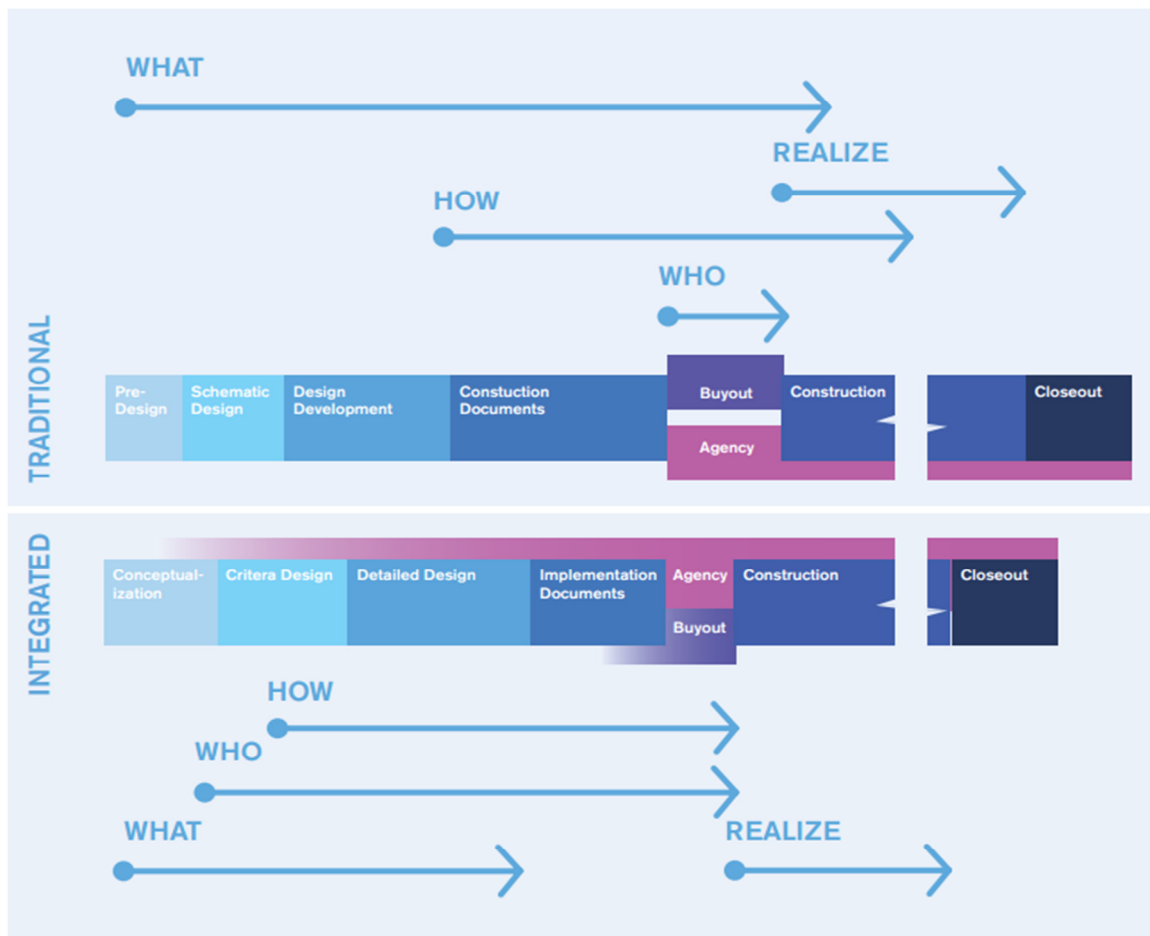 WHAT
REALIZE
HOW
WHO
TRADITIONAL
Pre-
Design
Schematic
Design
Design
Development
Constuction
Documents
Buyout
Agency
Construction
Closeout
INTEGRATED
Conceptual-
ization
Critera Design
Detailed Design
Implementation
Documents
Agency
Buyout
Construction
Closeout
HOW
WHO
WHAT
REALIZE